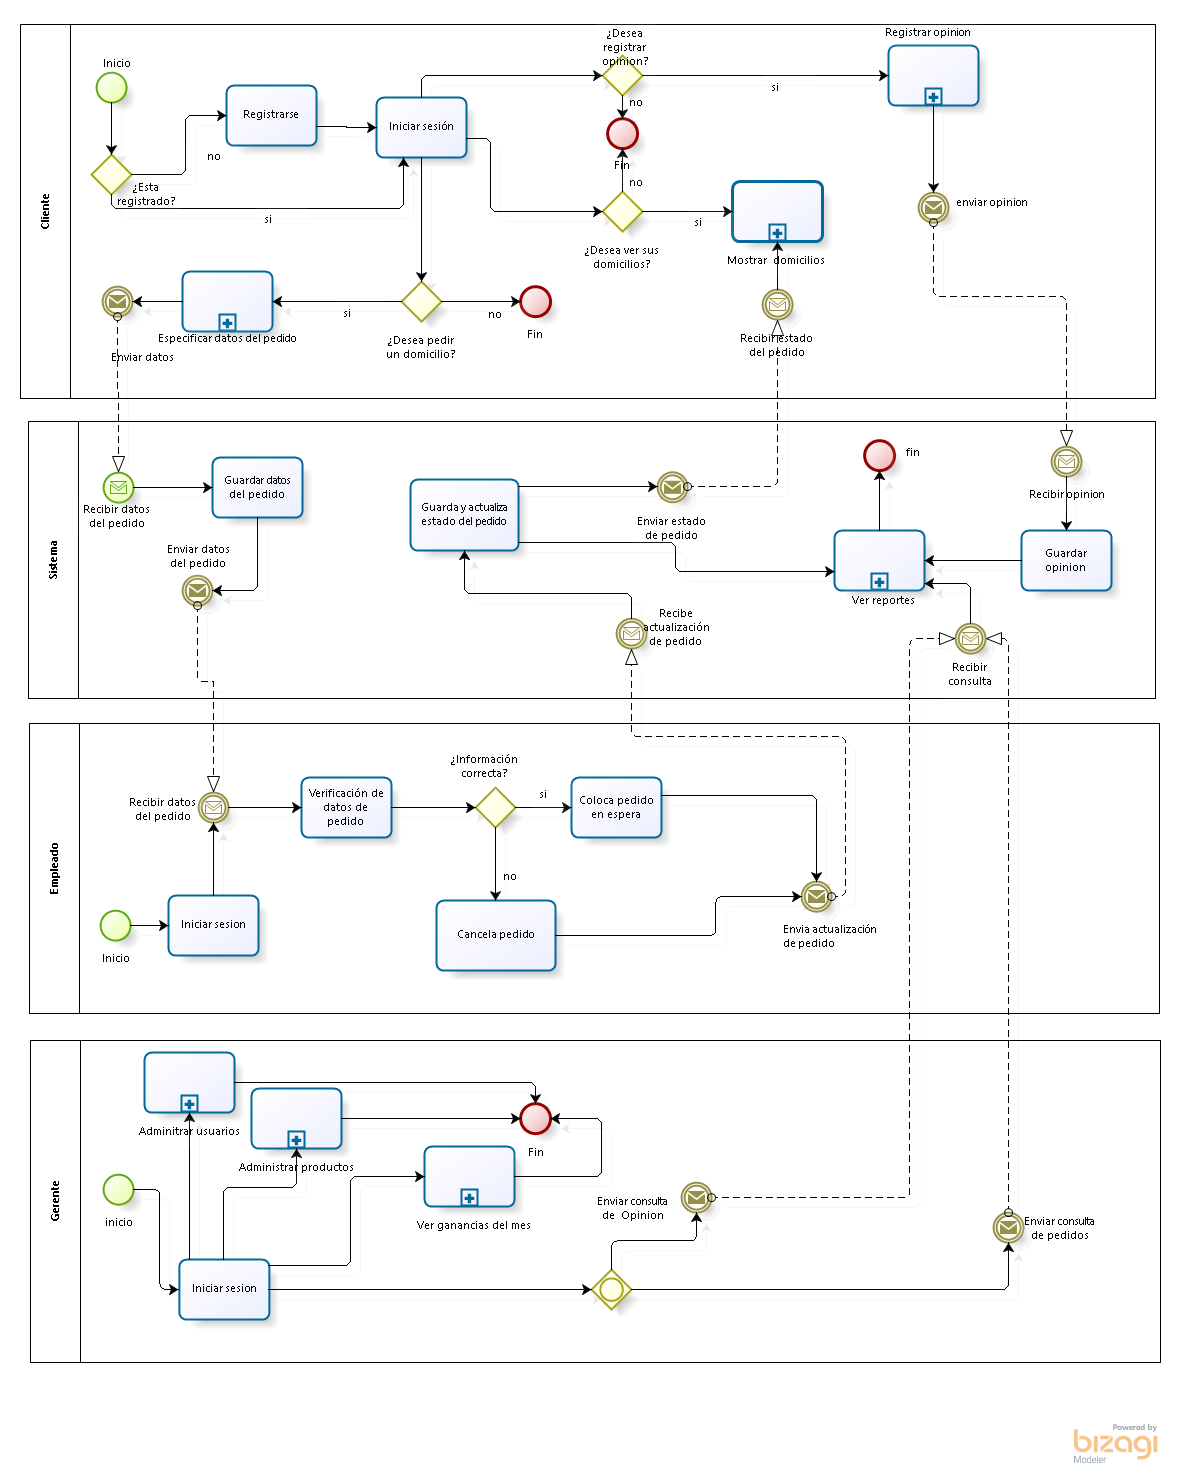 Cliente
Inicio
¿Esta
registrado?
no
si
Registrarse
Iniciar sesión
¿Desea
registrar
opinion?
si
no
Fin
no
¿Desea ver sus
domicilios?
si
Registrar opinion
enviar opinion
Mostrar domicilios
Recibir estado
del pedido
¿Desea pedir
un domicilio?
si
no
Fin
Especificar datos del pedido
Enviar datos
Sistema
Recibir datos
del pedido
Guardar datos
del pedido
Enviar datos
del pedido
Guarda y actualiza
estado del pedido
Enviar estado
de pedido
Recibe
actualización
de pedido
fin
Ver reportes
Recibir opinion
Guardar
opinion
Recibir
consulta
Empleado
Inicio
Iniciar sesion
Recibir datos
del pedido
Verificación de
datos de
pedido
¿Información
correcta?
si
no
Coloca pedido
en espera
Cancela pedido
Envia actualización
de pedido
Gerente
inicio
Iniciar sesion
Adminitrar usuarios
Administrar productos
Ver ganancias del mes
Fin
Enviar consulta
de Opinion
Enviar consulta
de pedidos
Powered by
bizagi
Modeler